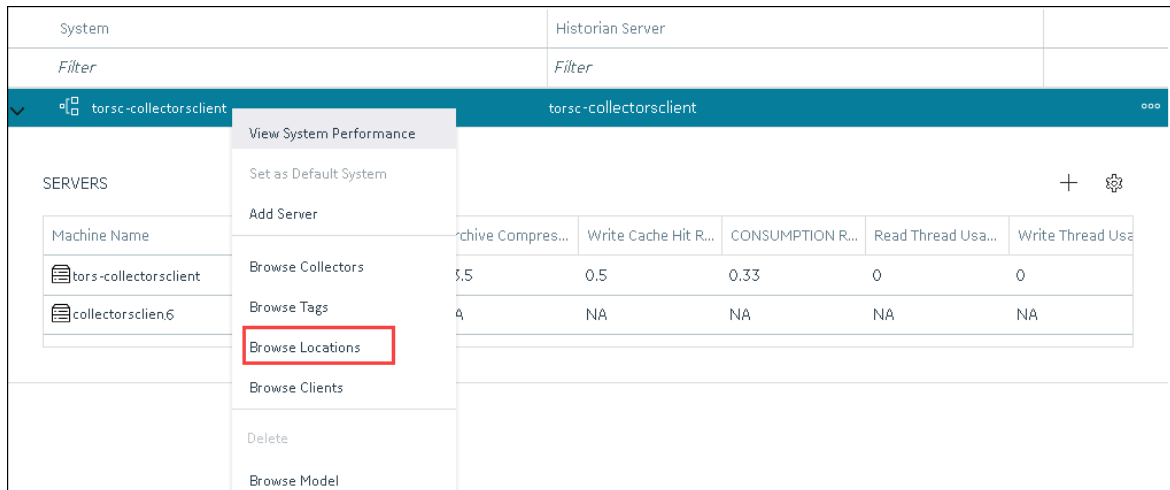 System Historian Server
Filter Filter
torsc-collectorsclient torsc-collectorsclient
View System Performance
Set as Default System
SERVERS
Add Server
Machine Name rchive Compres... Write Cache Hit R... CONSUMPTION R... Read Thread Usa... Write Thread Usa
Browse Collectors
tors-collectorsclient 3.5 0.5 0.33 0 0
Browse Tags
collectorsclien.6 A NA NA NA NA
Browse Locations
Browse Clients
Delete
Browse Model